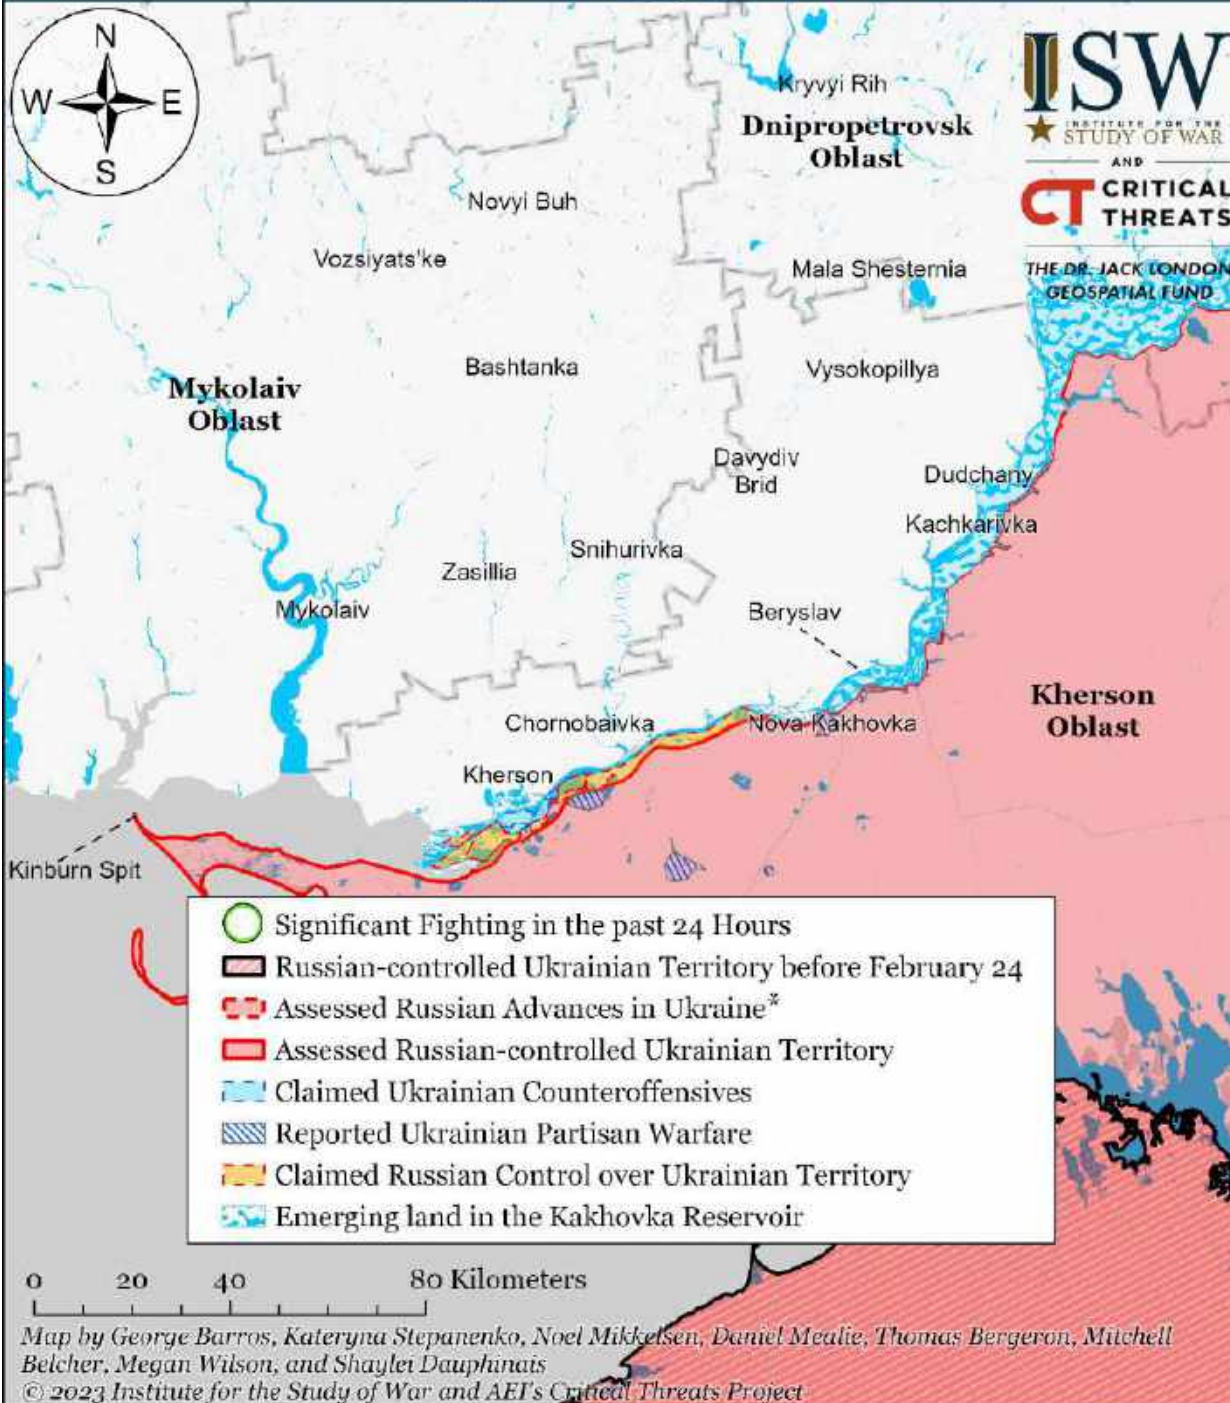 N
W E
S
ISW
INSTITUTE FOR THE
STUDY OF WAR
AND
CT CRITICAL
THREATS
THE DR. JACK LONDON
GEOSPATIAL FUND
Kryvyi Rih
Dnipropetrovsk
Oblast
Novyi Buh
Vozsiyats'ke
Mala Shesternia
Bashtanka
Vysokopillya
Mykolaiv
Oblast
Davydiv
Brid
Dudchany
Kachkarivka
Snihurivka
Zasillia
Mykolaiv
Beryslav
Kherson
Oblast
Chornobaivka
Nova Kakhovka
Kherson
Kinburn Spit
Significant Fighting in the past 24 Hours
Russian-controlled Ukrainian Territory before February 24
Assessed Russian Advances in Ukraine*
Assessed Russian-controlled Ukrainian Territory
Claimed Ukrainian Counteroffensives
Reported Ukrainian Partisan Warfare
Claimed Russian Control over Ukrainian Territory
Emerging land in the Kakhovka Reservoir
0 20 40 80 Kilometers
Map by George Barros, Kateryna Stepanenko, Noel Mikkelsen, Daniel Mealie, Thomas Bergeron, Mitchell
Belcher, Megan Wilson, and Shaylei Dauphinais
© 2023 Institute for the Study of War and AEI's Critical Threats Project